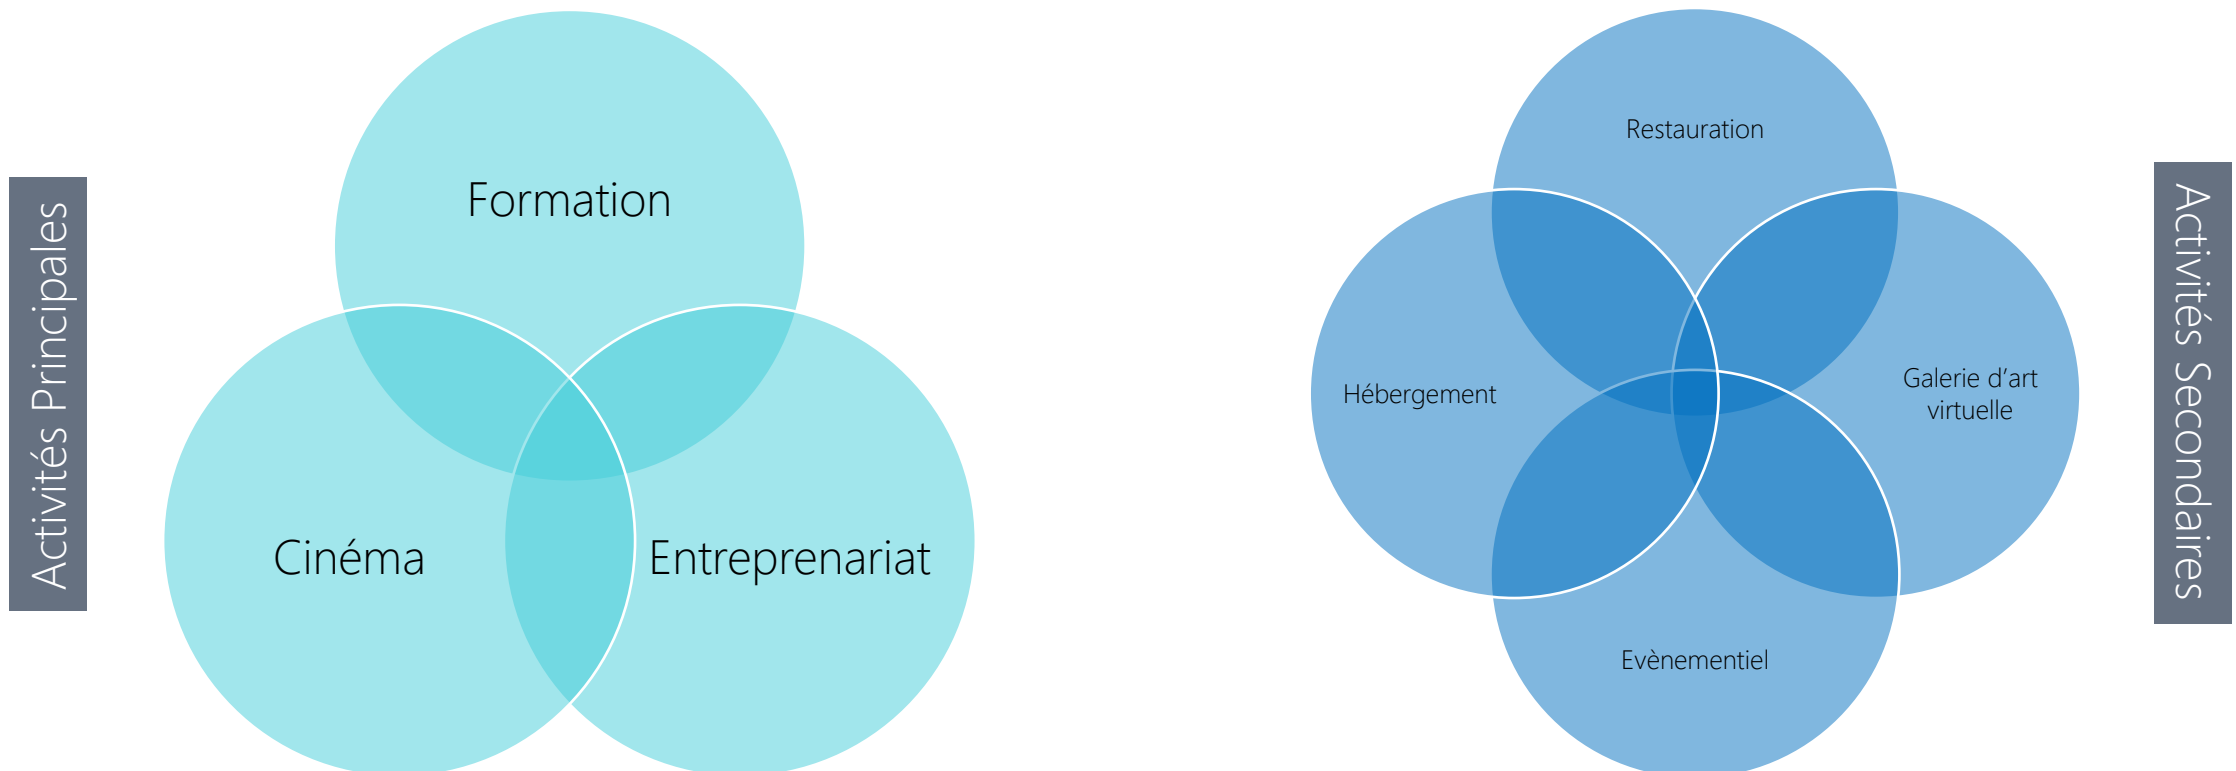 Activités Principales
Formation
Cinéma
Entreprenariat
Restauration
Hébergement
Galerie d’art
virtuelle
Evènementiel
Activités Secondaires